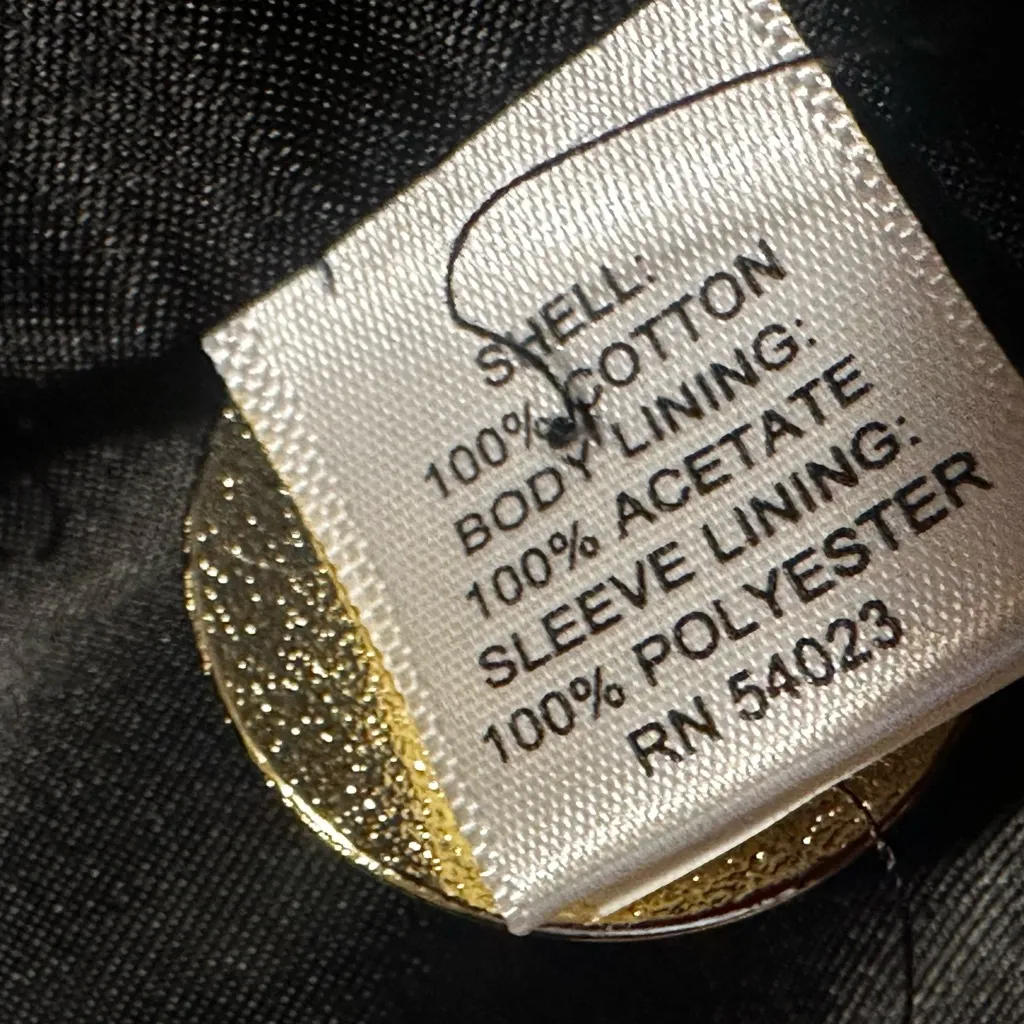 SHELL:
100% COTTON
BODY LINING:
100% ACETATE
SLEEVE LINING:
100% POLYESTER
RN 54023